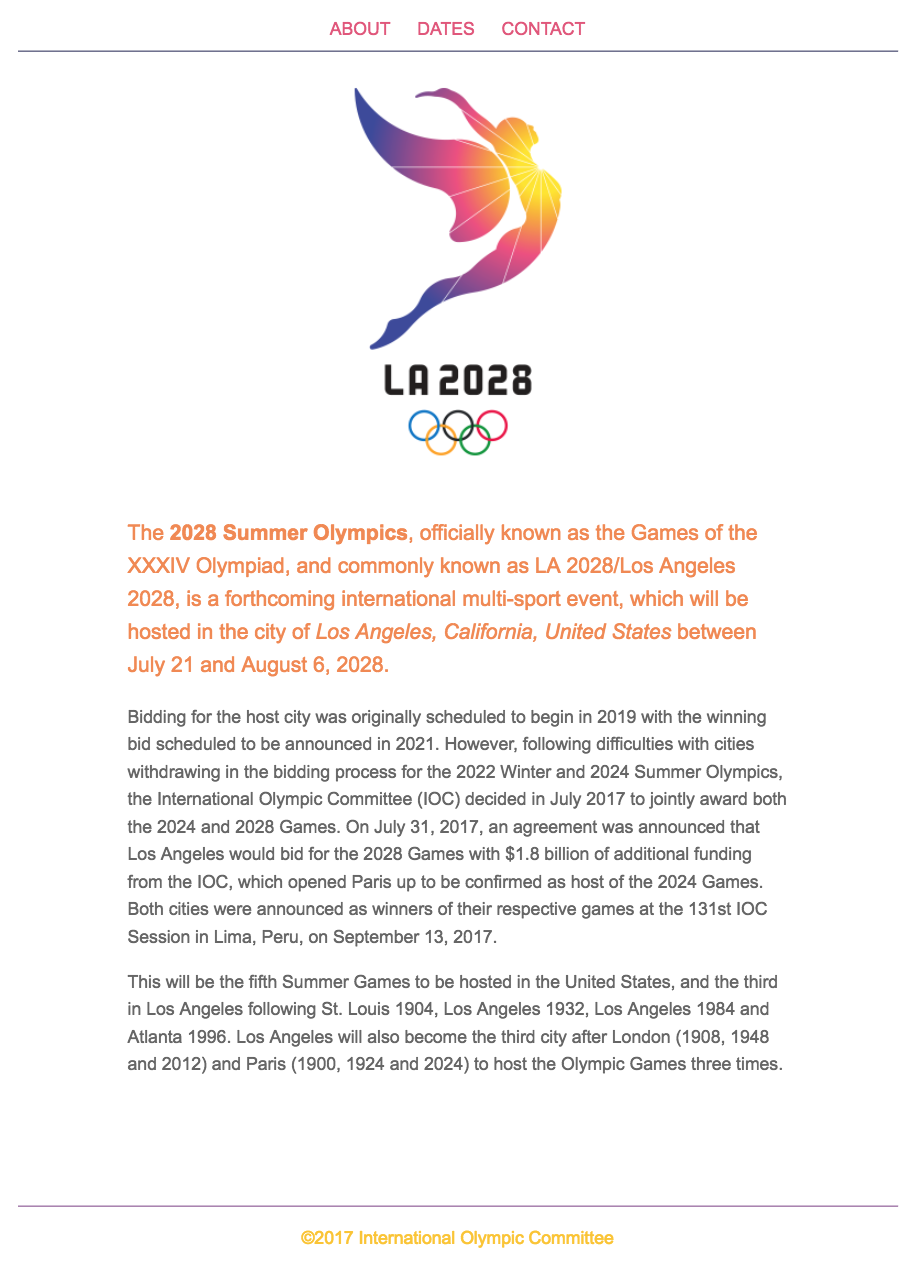 ABOUT DATES CONTACT
LA 2028
The 2028 Summer Olympics, officially known as the Games of the
XXXIV Olympiad, and commonly known as LA 2028/Los Angeles
2028, is a forthcoming international multi-sport event, which will be
hosted in the city of Los Angeles, California, United States between
July 21 and August 6, 2028.
Bidding for the host city was originally scheduled to begin in 2019 with the winning
bid scheduled to be announced in 2021. However, following difficulties with cities
withdrawing in the bidding process for the 2022 Winter and 2024 Summer Olympics,
the International Olympic Committee (IOC) decided in July 2017 to jointly award both
the 2024 and 2028 Games. On July 31, 2017, an agreement was announced that
Los Angeles would bid for the 2028 Games with $1.8 billion of additional funding
from the IOC, which opened Paris up to be confirmed as host of the 2024 Games.
Both cities were announced as winners of their respective games at the 131st IOC
Session in Lima, Peru, on September 13, 2017.
This will be the fifth Summer Games to be hosted in the United States, and the third
in Los Angeles following St. Louis 1904, Los Angeles 1932, Los Angeles 1984 and
Atlanta 1996. Los Angeles will also become the third city after London (1908, 1948
and 2012) and Paris (1900, 1924 and 2024) to host the Olympic Games three times.
©2017 International Olympic Committee